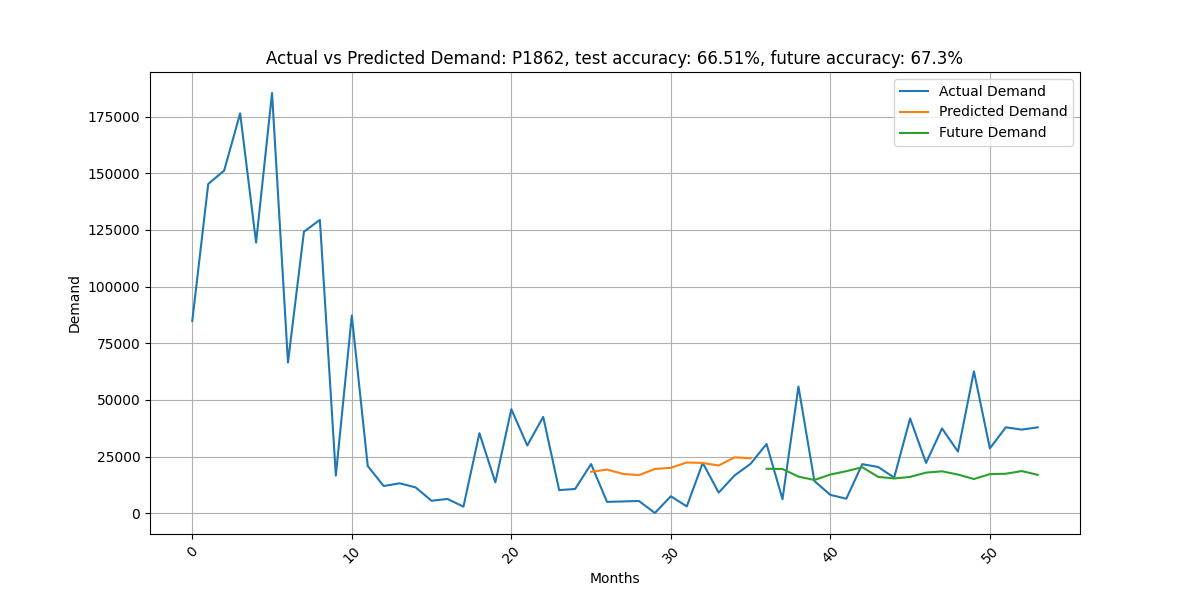 Actual vs Predicted Demand: P1862, test accuracy: 66.51%, future accuracy: 67.3%
Actual Demand
Predicted Demand
Future Demand
Demand
175000
150000
125000
100000
75000
50000
25000
0
0 10 20 30 40 50
Months